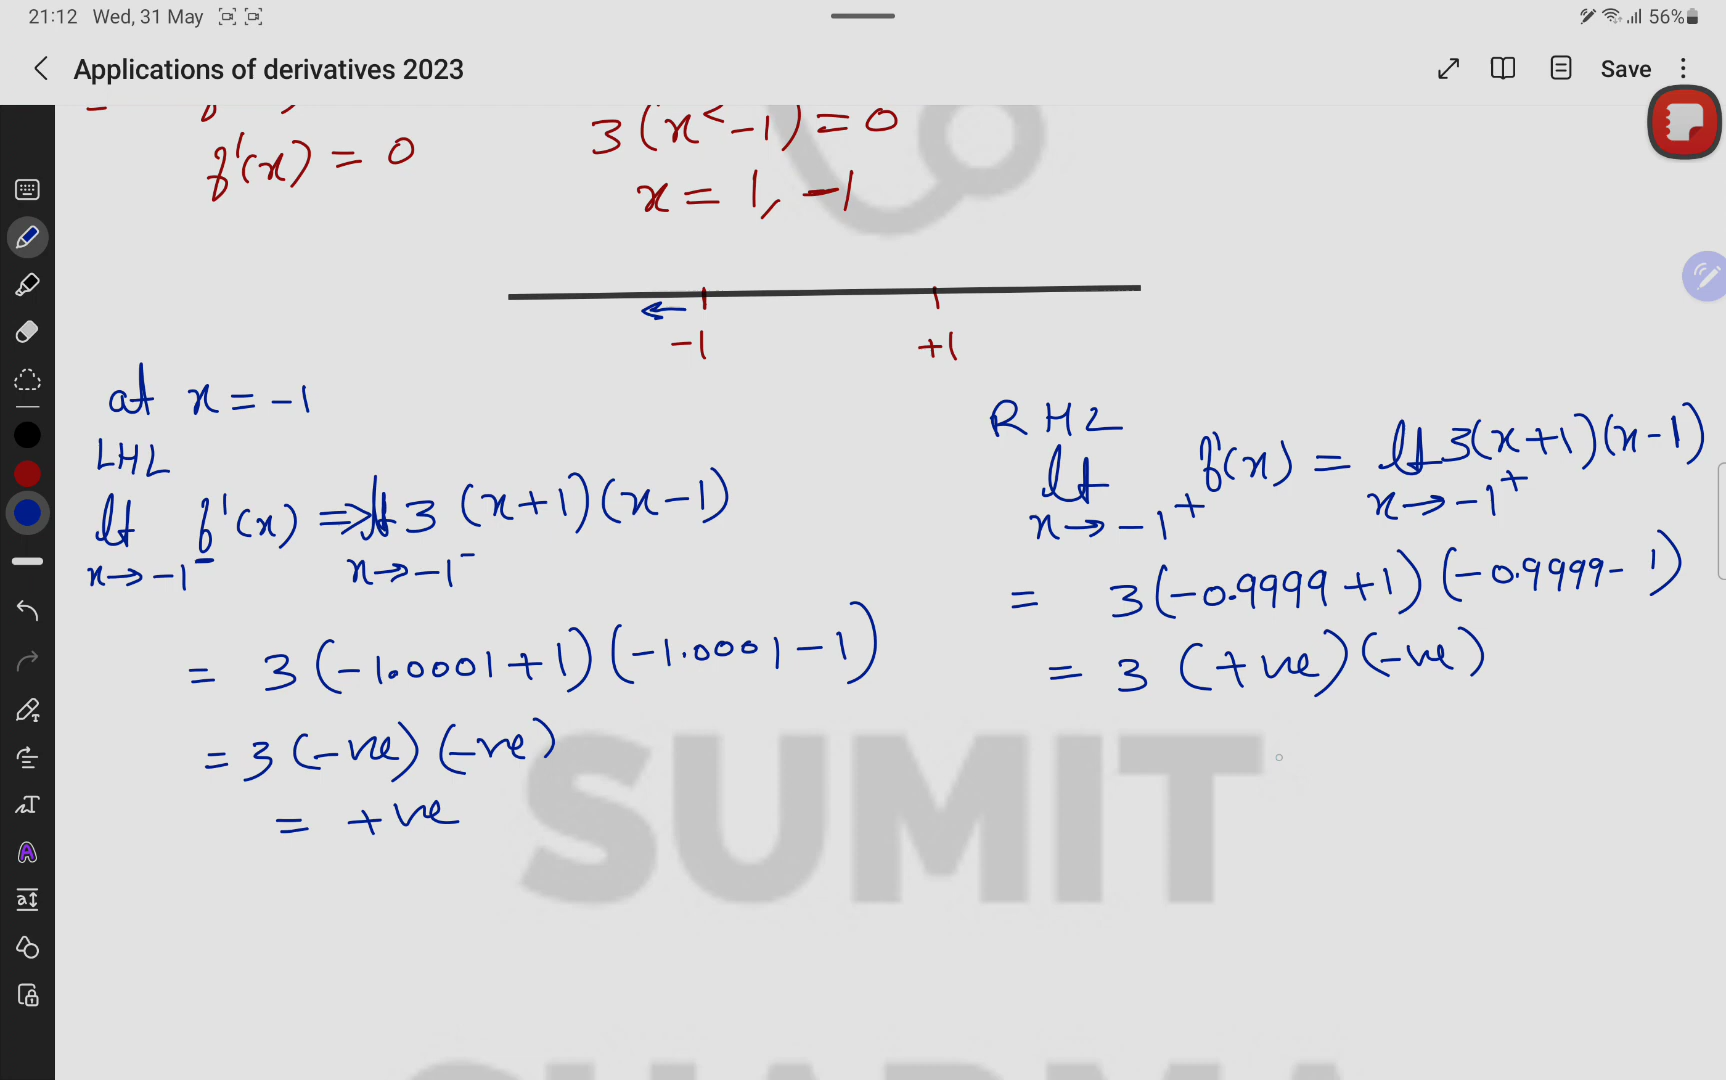 21:12 Wed, 31 May 56%
Applications of derivatives 2023 Save
f'(x) = 0
3(x²-1) = 0
x = 1, -1
-1 +1
at x = -1
LHL
lt x→-1⁻ f'(x) ⇒ lt x→-1⁻ 3 (x+1)(x-1)
= 3 (-1.0001+1)(-1.0001-1)
= 3 (-ve) (-ve)
= +ve
RHL
lt x→-1⁺ f'(x) = lt x→-1⁺ 3(x+1)(x-1)
= 3(-0.9999+1)(-0.9999-1)
= 3 (+ve)(-ve)
SUMIT